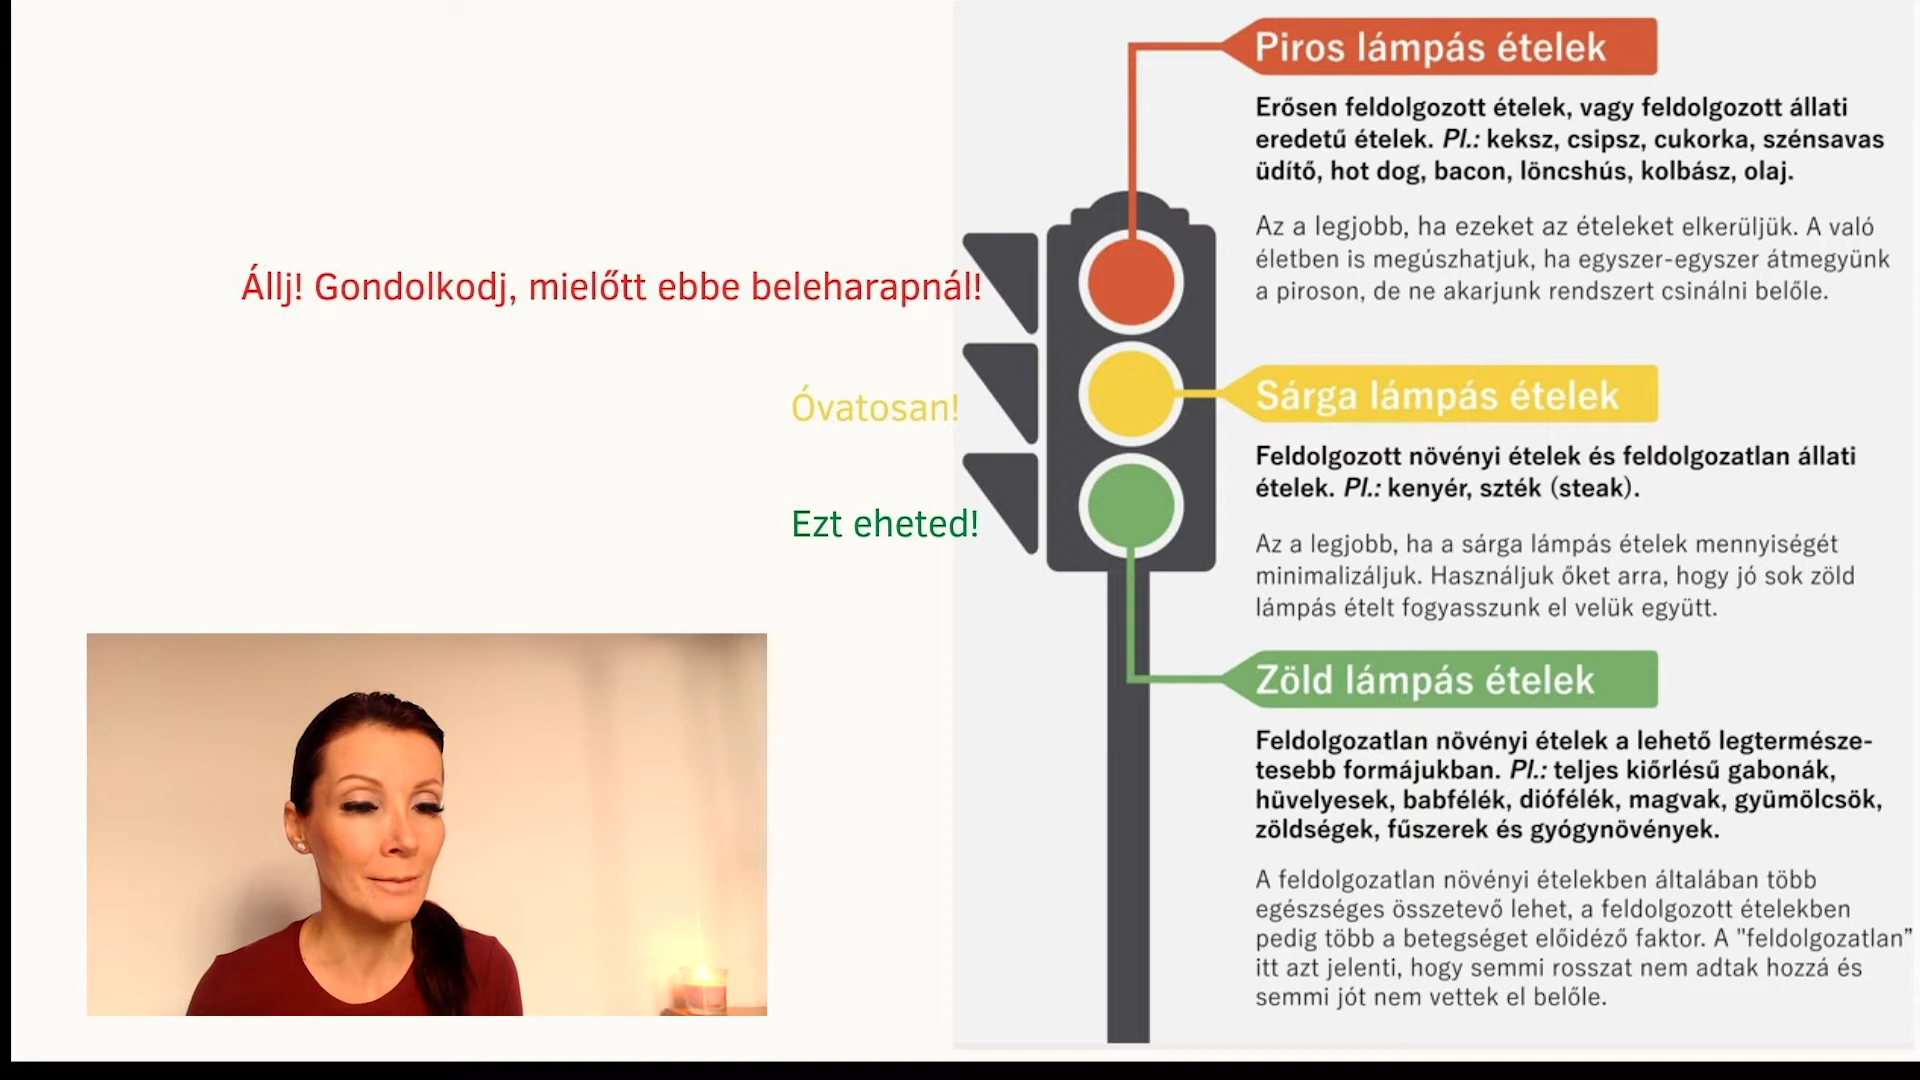 Állj! Gondolkodj, mielőtt ebbe beleharapnál!
Óvatosan!
Ezt eheted!
Piros lámpás ételek
Erősen feldolgozott ételek, vagy feldolgozott állati
eredetű ételek. Pl.: keksz, csipsz, cukorka, szénsavas
üdítő, hot dog, bacon, löncshús, kolbász, olaj.
Az a legjobb, ha ezeket az ételeket elkerüljük. A való
életben is megúszhatjuk, ha egyszer-egyszer átmegyünk
a piroson, de ne akarjunk rendszert csinálni belőle.
Sárga lámpás ételek
Feldolgozott növényi ételek és feldolgozatlan állati
ételek. Pl.: kenyér, szték (steak).
Az a legjobb, ha a sárga lámpás ételek mennyiségét
minimalizáljuk. Használjuk őket arra, hogy jó sok zöld
lámpás ételt fogyasszunk el velük együtt.
Zöld lámpás ételek
Feldolgozatlan növényi ételek a lehető legtermésze-
tesebb formájukban. Pl.: teljes kiőrlésű gabonák,
hüvelyesek, babfélék, diófélék, magvak, gyümölcsök,
zöldségek, fűszerek és gyógynövények.
A feldolgozatlan növényi ételekben általában több
egészséges összetevő lehet, a feldolgozott ételekben
pedig több a betegséget előidéző faktor. A "feldolgozatlan”
itt azt jelenti, hogy semmi rosszat nem adtak hozzá és
semmi jót nem vettek el belőle.